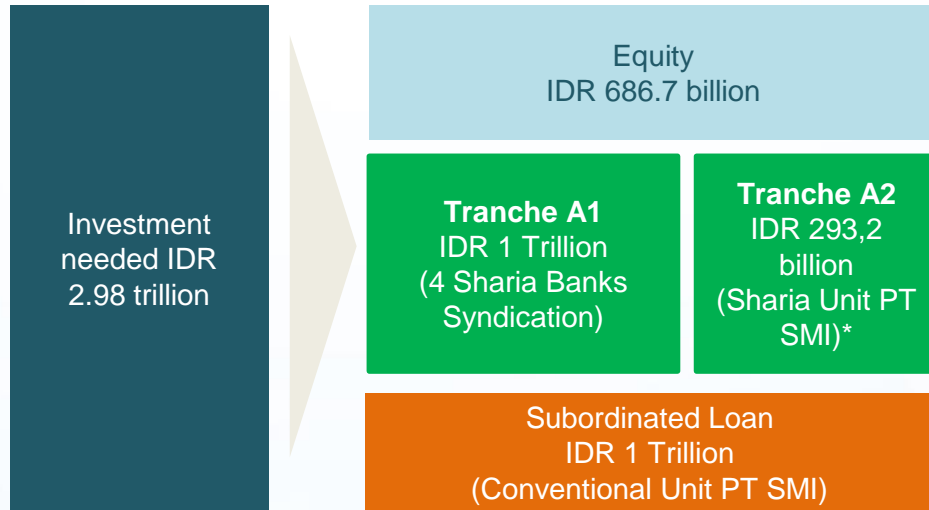 Investment
needed IDR
2.98 trillion
Equity
IDR 686.7 billion
Tranche A1
IDR 1 Trillion
(4 Sharia Banks
Syndication)
Tranche A2
IDR 293,2
billion
(Sharia Unit PT
SMI)*
Subordinated Loan
IDR 1 Trillion
(Conventional Unit PT SMI)